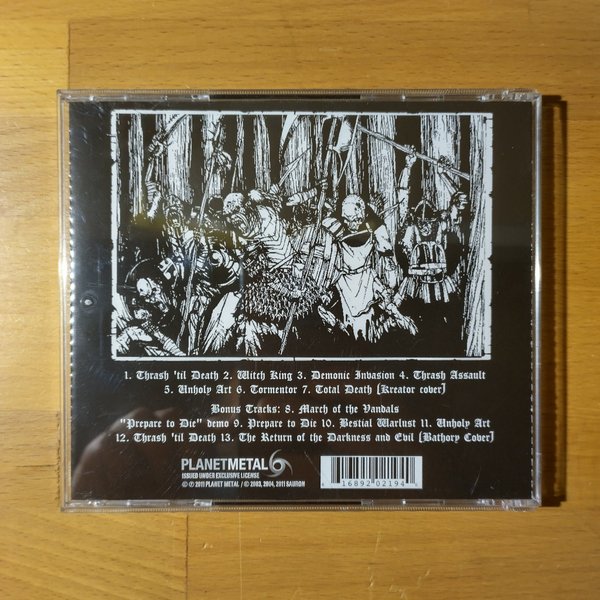 1. Thrash 'til Death 2. Witch King 3. Demonic Invasion 4. Thrash Assault
5. Unholy Art 6. Tormentor 7. Total Death [Kreator cover]
Bonus Tracks: 8. March of the Vandals
"Prepare to Die" demo 9. Prepare to Die 10. Bestial Warlust 11. Unholy Art
12. Thrash 'til Death 13. The Return of the Darkness and Evil [Bathory Cover]
PLANETMETAL
ISSUED UNDER EXCLUSIVE LICENSE
© ℗ 2011 PLANET METAL / © 2003, 2004, 2011 SAURON
16892 02194